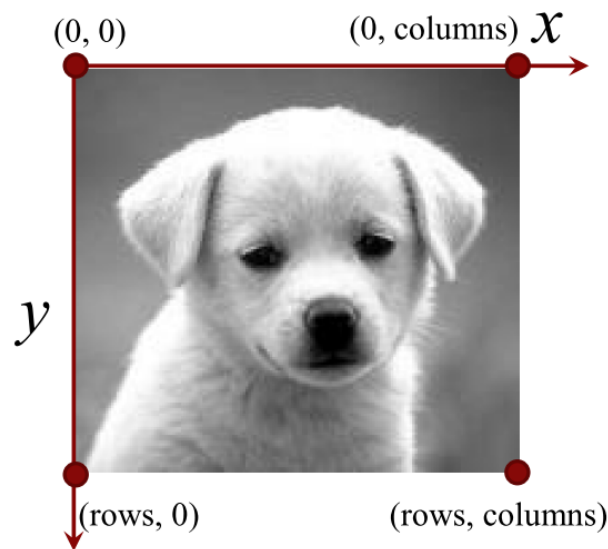 (0, 0) (0, columns) x
y
(rows, 0) (rows, columns)